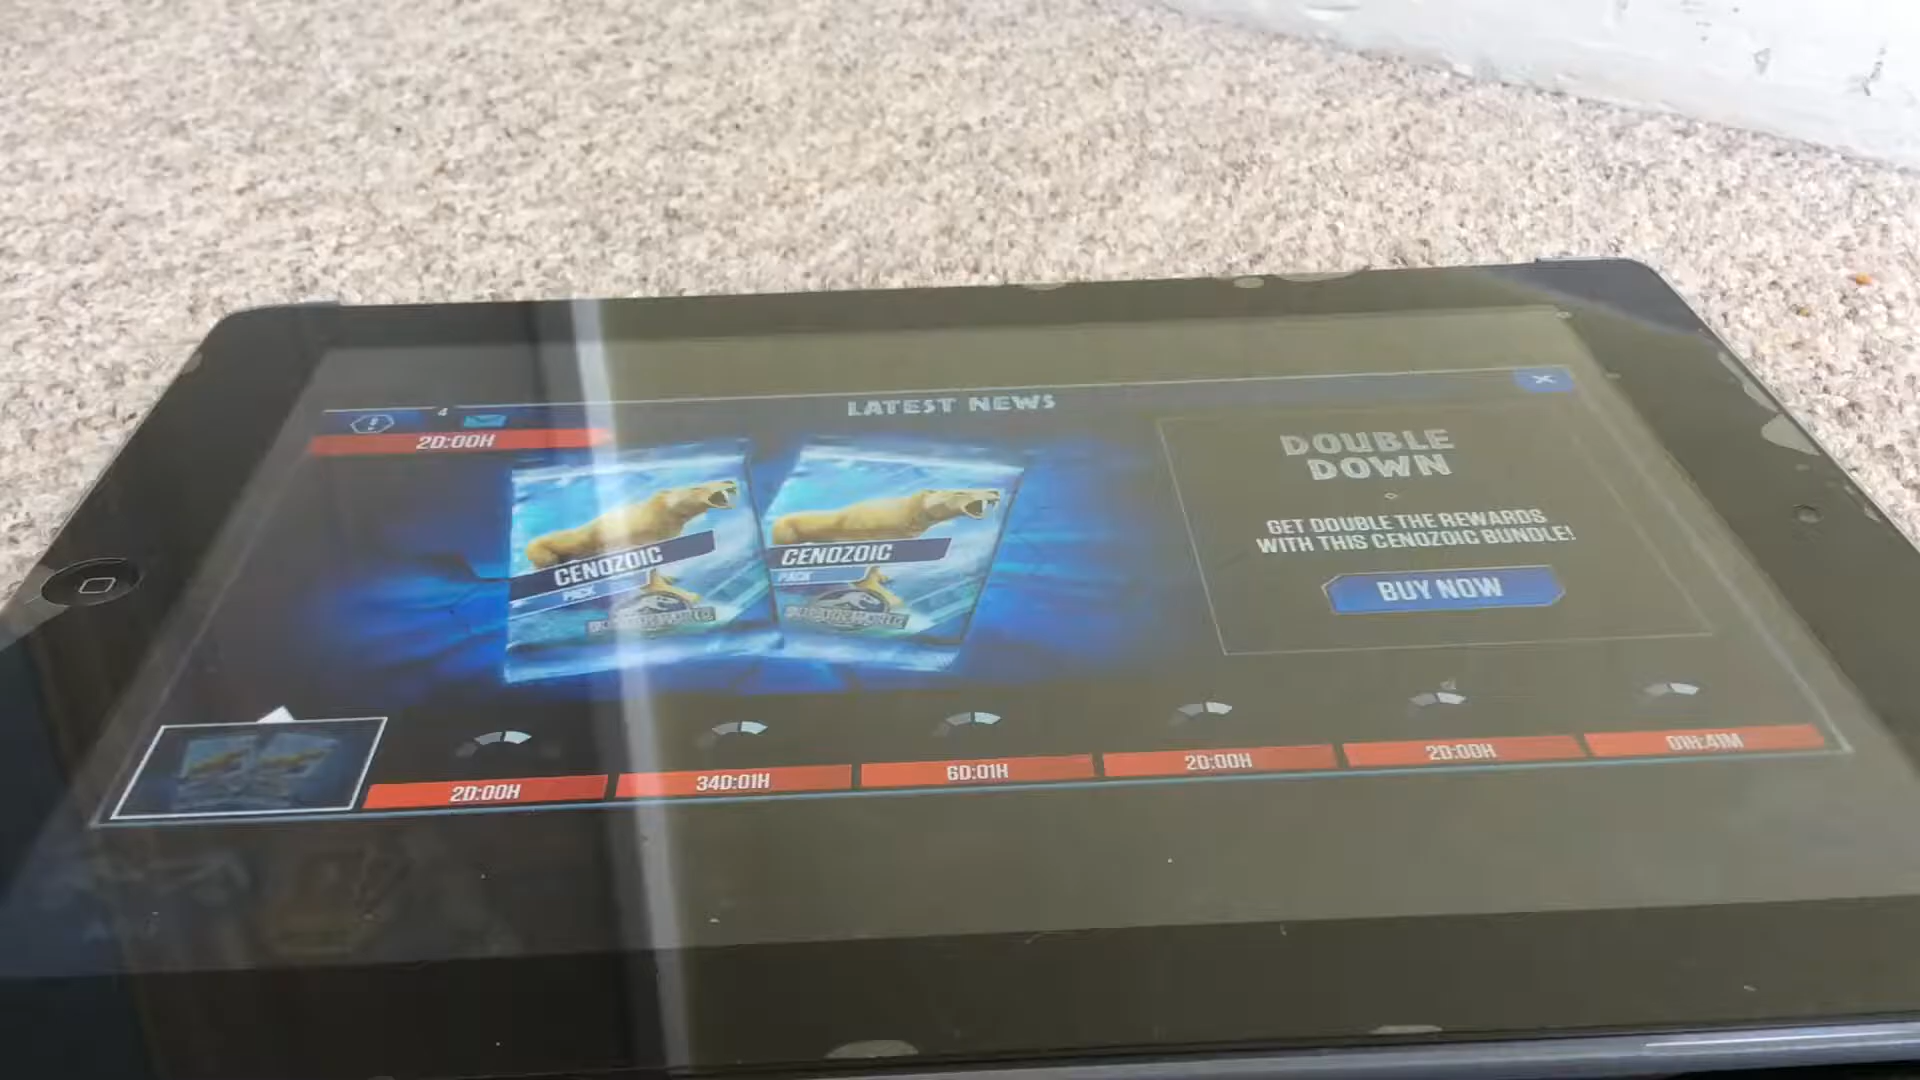 LATEST NEWS
4
2D:00H
DOUBLE
DOWN
GET DOUBLE THE REWARDS
WITH THIS CENOZOIC BUNDLE!
BUY NOW
CENOZOIC
PACK
CENOZOIC
PACK
2D:00H
34D:01H
6D:01H
2D:00H
2D:00H
01H:41M